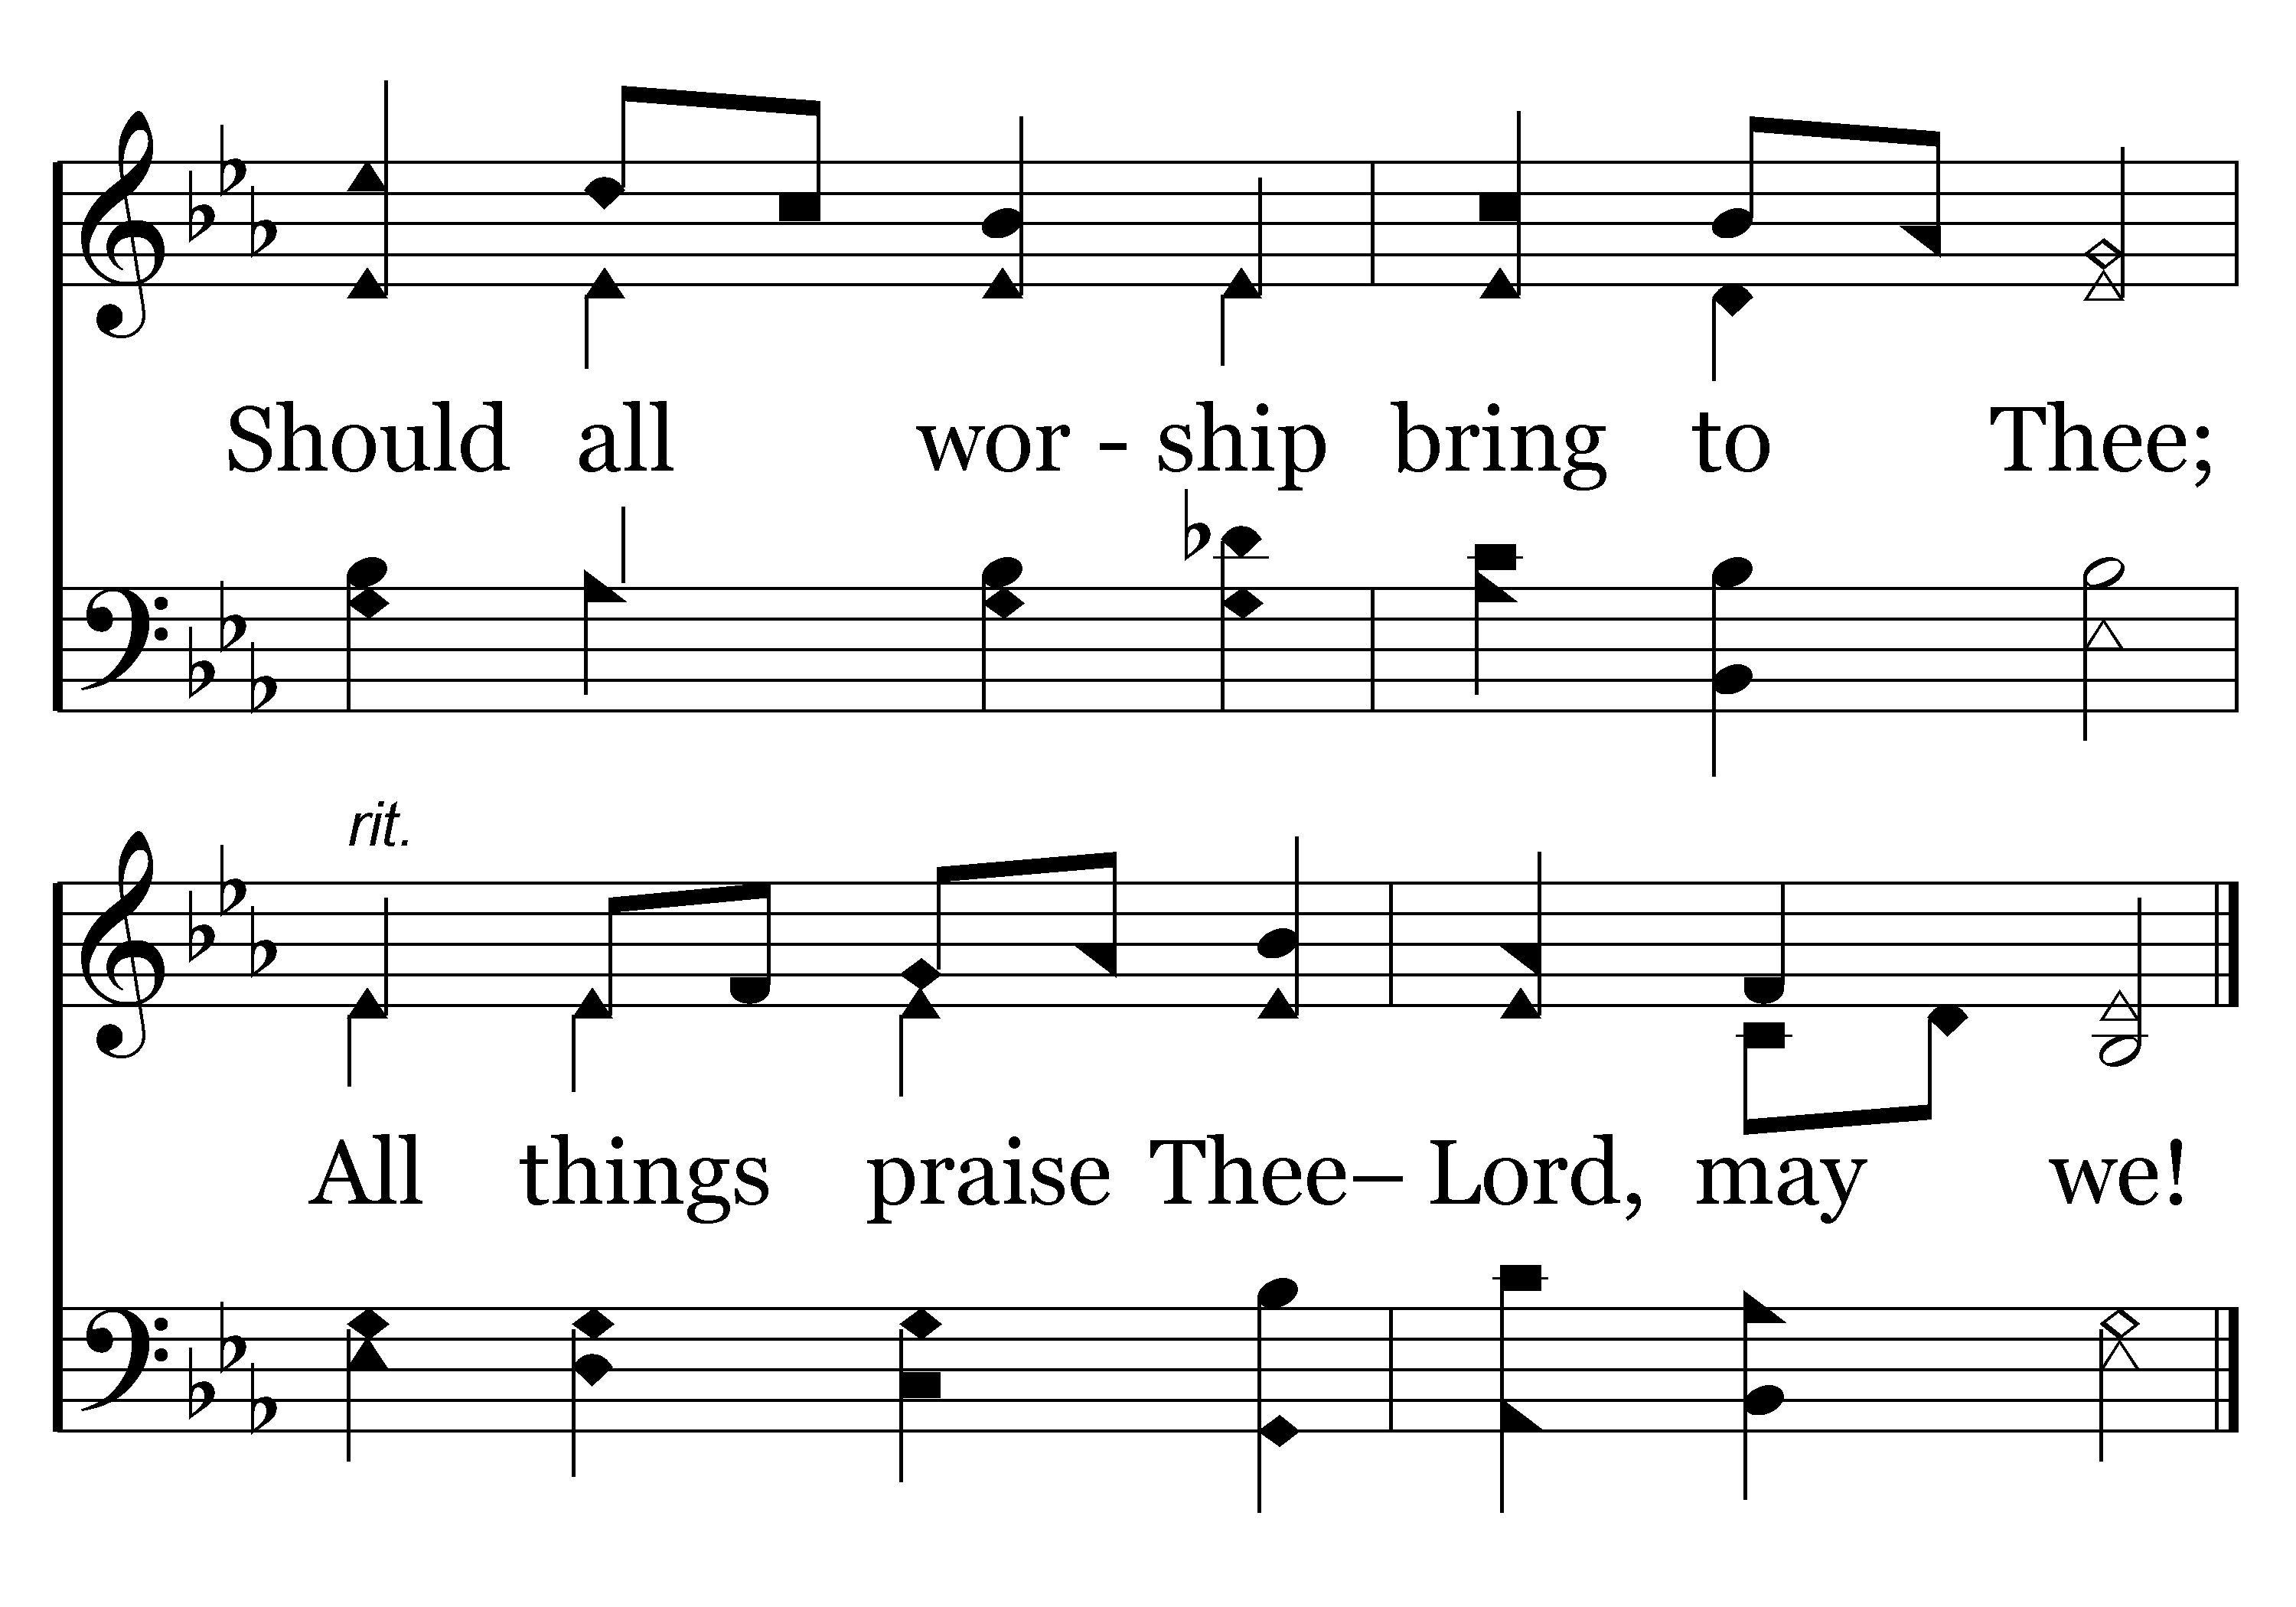 Should all wor - ship bring to Thee;
rit.
All things praise Thee– Lord, may we!